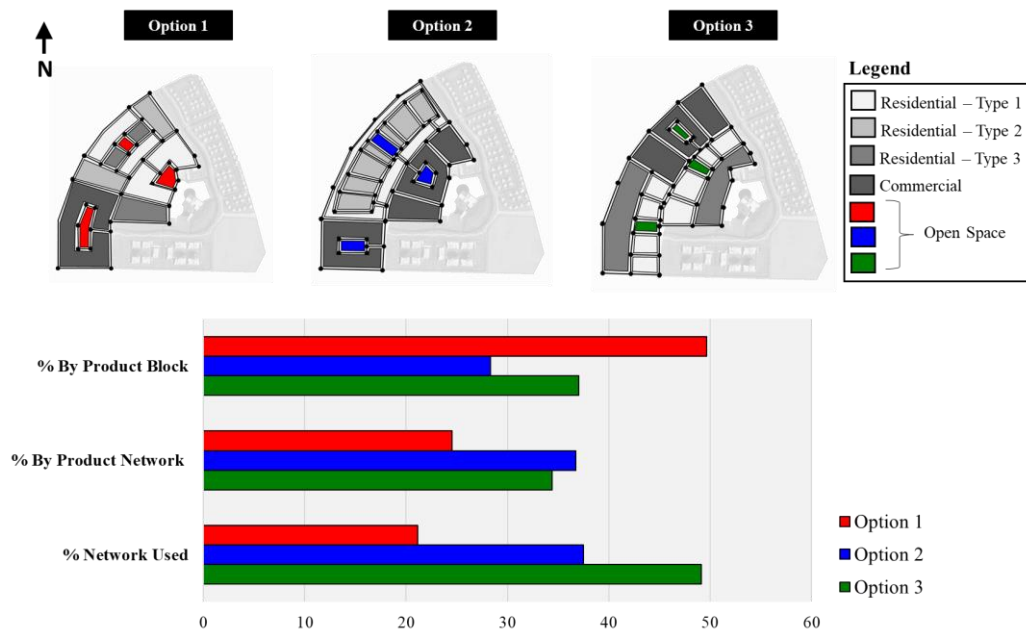 Option 1
Option 2
Option 3
N
Legend
Residential – Type 1
Residential – Type 2
Residential – Type 3
Commercial
Open Space
% By Product Block
% By Product Network
% Network Used
0 10 20 30 40 50 60
Option 1
Option 2
Option 3